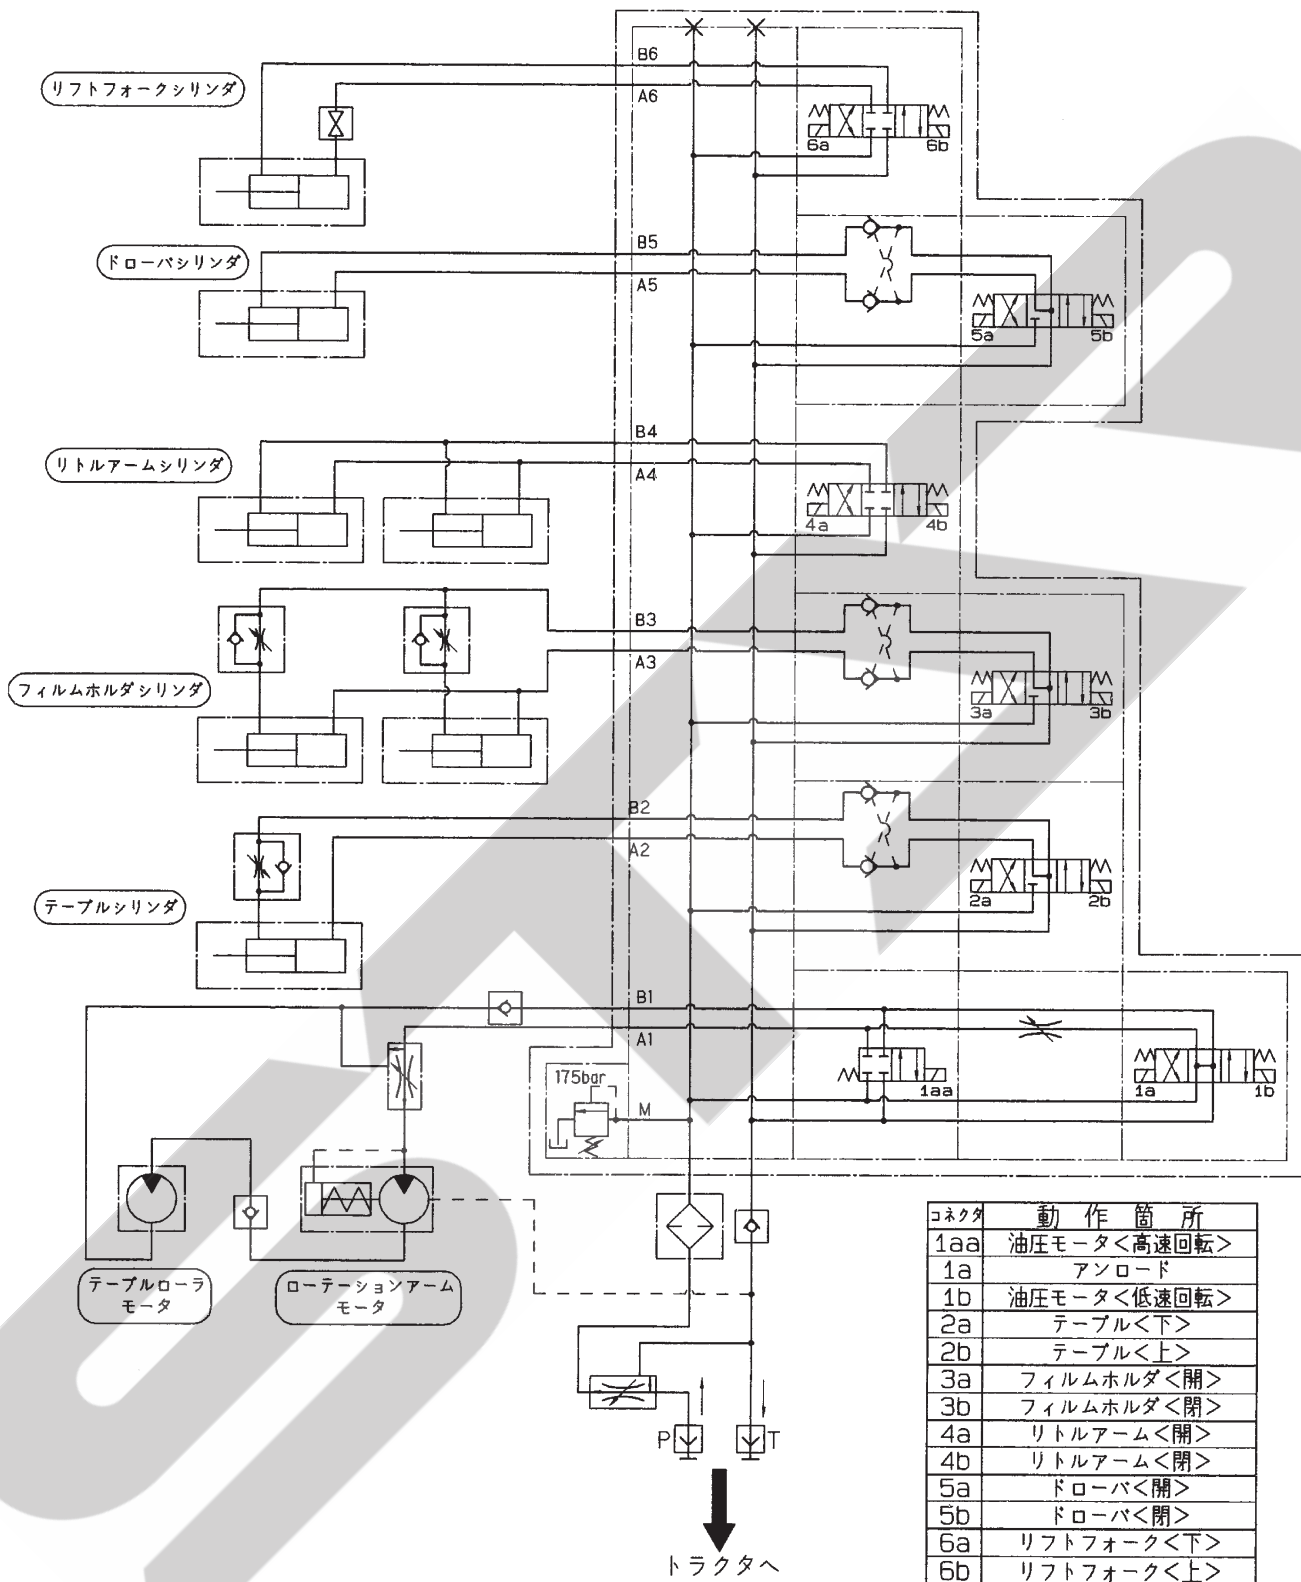 B6
リフトフォークシリンダ
A6
6a
6b
B5
ドローバシリンダ
A5
5a
5b
B4
リトルアームシリンダ
A4
4a
4b
B3
A3
フィルムホルダシリンダ
3a
3b
B2
A2
2a
2b
テーブルシリンダ
B1
A1
175bar
1aa
1a
1b
M
テーブルローラ
モータ
ローテーションアーム
モータ
P
T
トラクタへ
コネクタ 動作箇所
1aa 油圧モータ<高速回転>
1a アンロード
1b 油圧モータ<低速回転>
2a テーブル<下>
2b テーブル<上>
3a フィルムホルダ<開>
3b フィルムホルダ<閉>
4a リトルアーム<開>
4b リトルアーム<閉>
5a ドローバ<開>
5b ドローバ<閉>
6a リフトフォーク<下>
6b リフトフォーク<上>